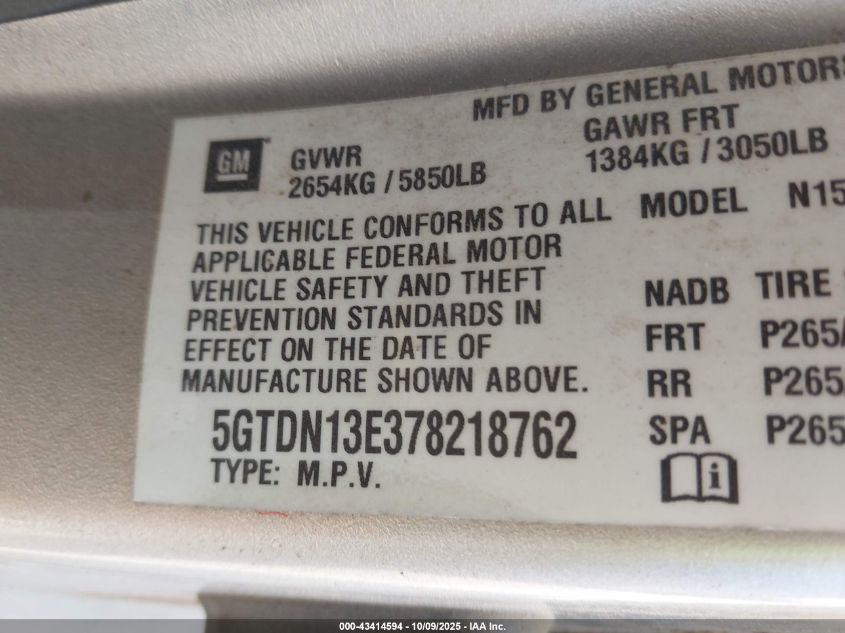 MFD BY GENERAL MOTORS
GM
GVWR
2654KG / 5850LB
GAWR FRT
1384KG / 3050LB
THIS VEHICLE CONFORMS TO ALL
APPLICABLE FEDERAL MOTOR
VEHICLE SAFETY AND THEFT
PREVENTION STANDARDS IN
EFFECT ON THE DATE OF
MANUFACTURE SHOWN ABOVE.
5GTDN13E378218762
TYPE: M.P.V.
MODEL N15
NADB TIRE
FRT P265/
RR P265
SPA P265
i
000-43414594 - 10/09/2025 - IAA Inc.